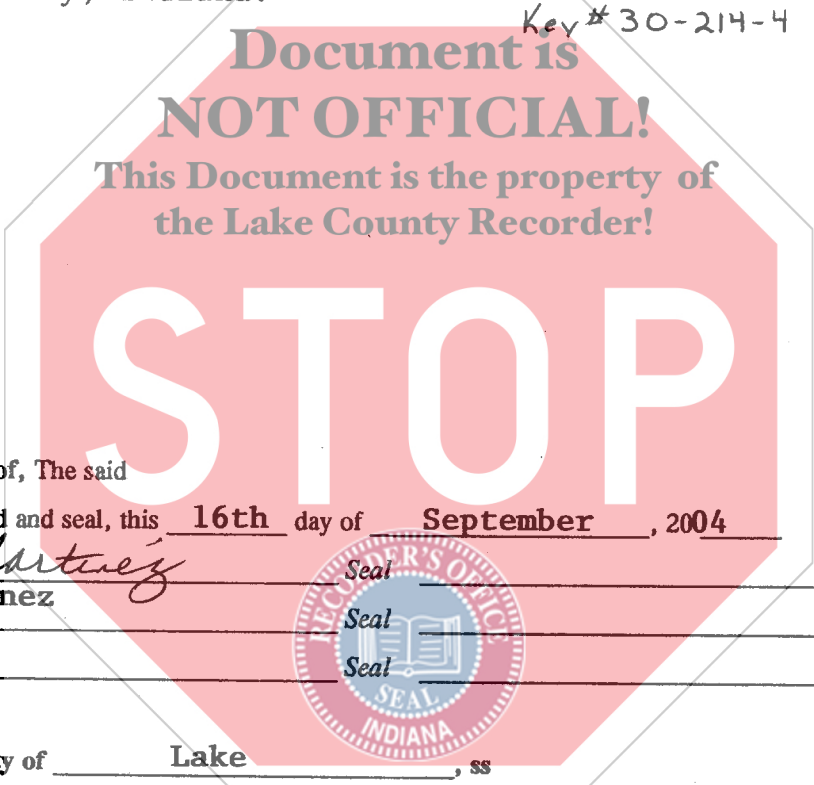 Key # 30-214-4
Document is
NOT OFFICIAL!
This Document is the property of
the Lake County Recorder!
STOP
of, The said
and seal, this 16th day of September, 2004
artinez Seal
nez
Seal
Seal
RECORDER'S OFFICE
SEAL
INDIANA
y of Lake, ss